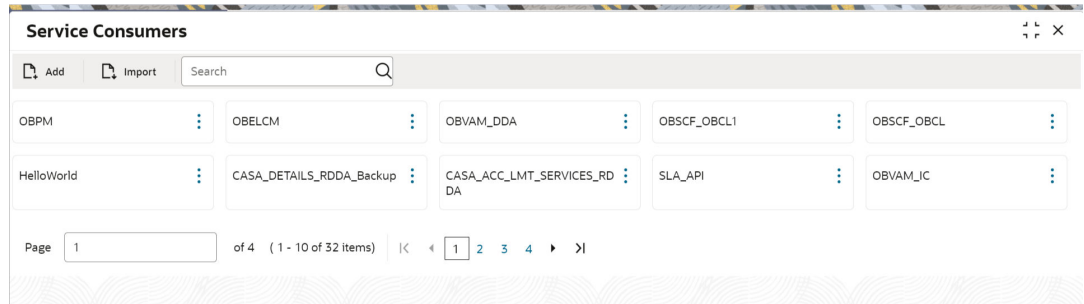 Service Consumers
Add Import Search
OBPM OBELCM OBVAM_DDA OBSCF_OBCL1 OBSCF_OBCL
HelloWorld CASA_DETAILS_RDDA_Backup CASA_ACC_LMT_SERVICES_RD SLA_API OBVAM_IC
DA
Page 1 of 4 ( 1 - 10 of 32 items) 1 2 3 4